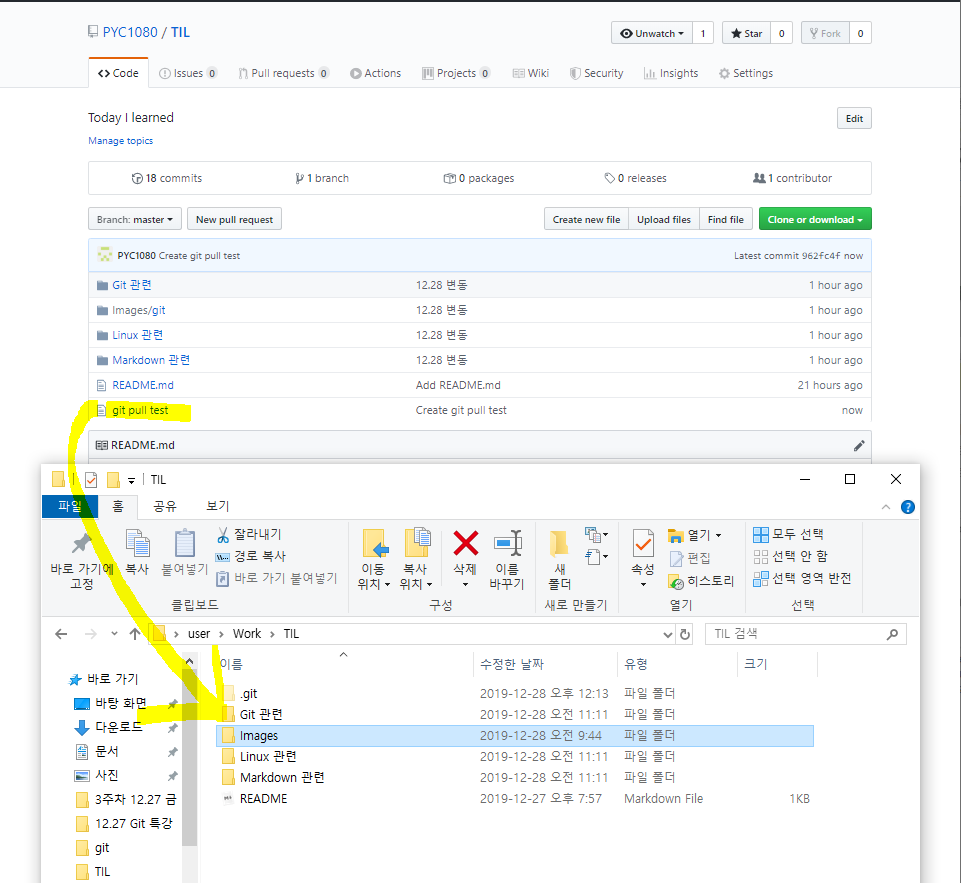 PYC1080 / TIL
Unwatch 1 Star 0 Fork 0
Code Issues 0 Pull requests 0 Actions Projects 0 Wiki Security Insights Settings
Today I learned Edit
Manage topics
18 commits 1 branch 0 packages 0 releases 1 contributor
Branch: master New pull request Create new file Upload files Find file Clone or download
PYC1080 Create git pull test Latest commit 962fc4f now
Git 관련 12.28 변동 1 hour ago
Images/git 12.28 변동 1 hour ago
Linux 관련 12.28 변동 1 hour ago
Markdown 관련 12.28 변동 1 hour ago
README.md Add README.md 21 hours ago
git pull test Create git pull test now
README.md
TIL
파일 홈 공유 보기
바로 가기에 고정
복사
붙여넣기
잘라내기
경로 복사
바로 가기 붙여넣기
클립보드
이동 위치
복사 위치
삭제
이름 바꾸기
구성
새 폴더
새로 만들기
속성
열기
편집
히스토리
열기
모두 선택
선택 안 함
선택 영역 반전
선택
user Work TIL TIL 검색
이름 수정한 날짜 유형 크기
.git 2019-12-28 오후 12:13 파일 폴더
Git 관련 2019-12-28 오전 11:11 파일 폴더
Images 2019-12-28 오전 9:44 파일 폴더
Linux 관련 2019-12-28 오전 11:11 파일 폴더
Markdown 관련 2019-12-28 오전 11:11 파일 폴더
README 2019-12-27 오후 7:57 Markdown File 1KB
바로 가기
바탕 화면
다운로드
문서
사진
3주차 12.27 금
12.27 Git 특강
git
TIL